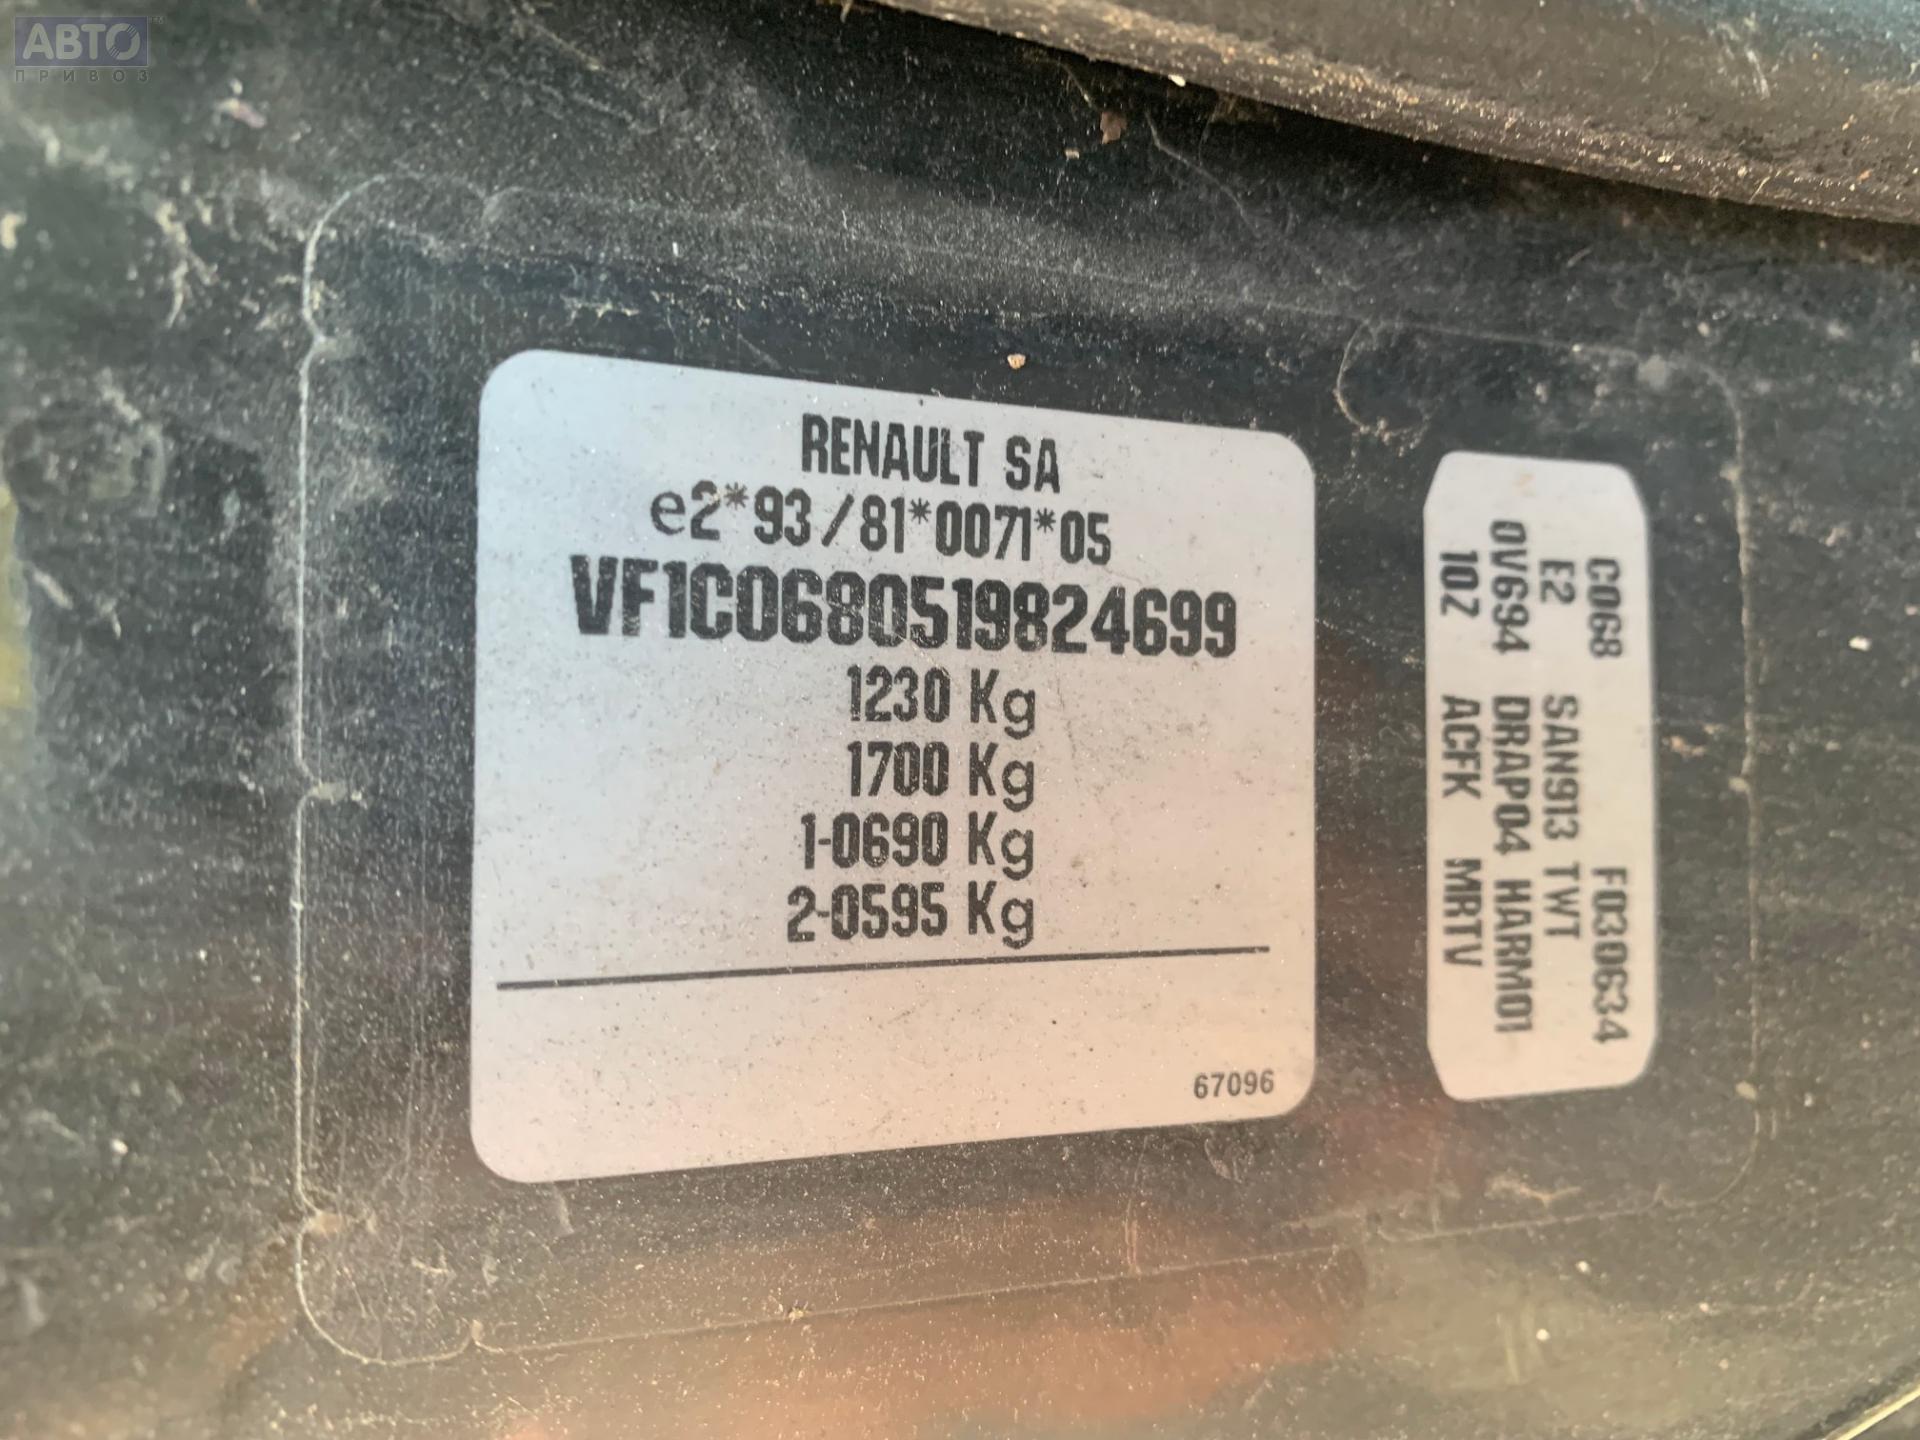 АВТО
ПРИВОЗ
RENAULT SA
e2*93/81*0071*05
VF1C0680519824699
1230 Kg
1700 Kg
1-0690 Kg
2-0595 Kg
67096
C068 F030634
E2 SAN913 TWT
OV694 DRAP04 HARM01
10Z ACFK MRTV